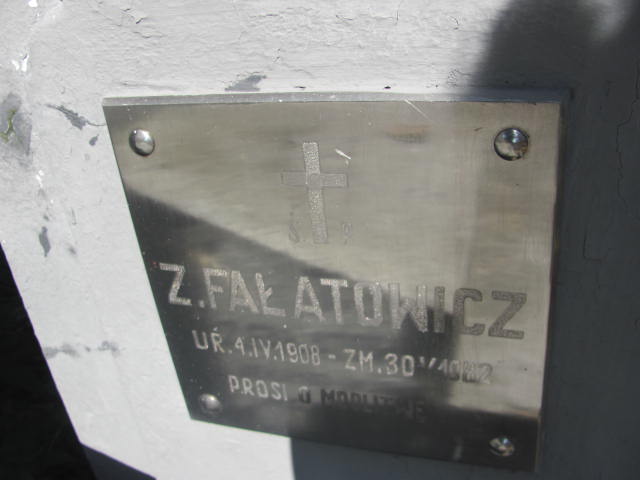 Z. FAŁATOWICZ
UR. 4.IV.1908 - ZM. 30
PROSI O MODLITWĘ